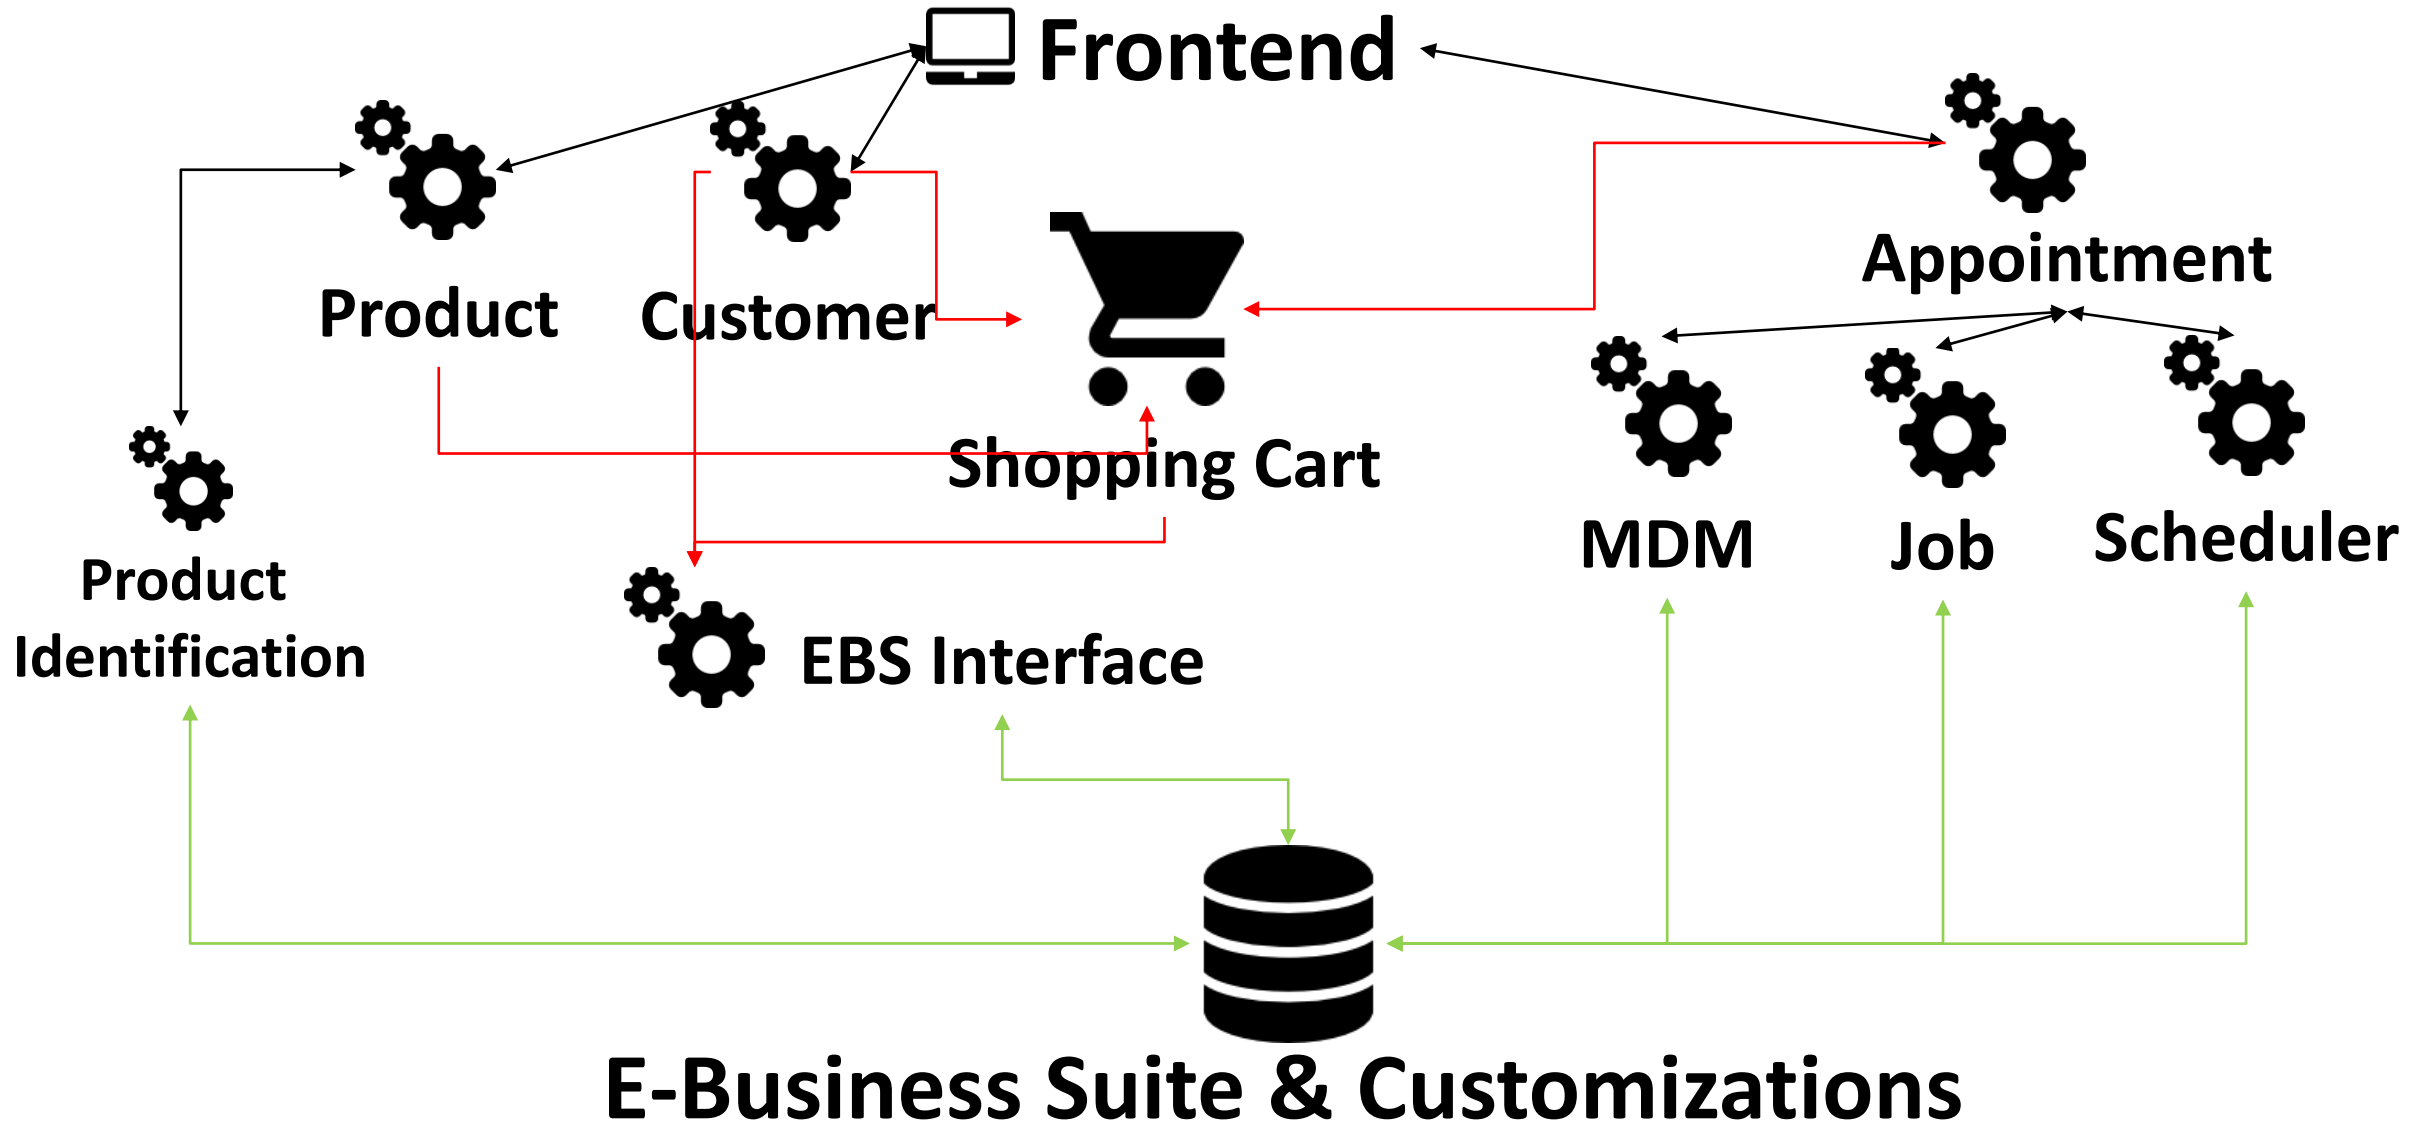 Frontend
Appointment
Product
Customer
Shopping Cart
MDM
Job
Scheduler
Product
Identification
EBS Interface
E-Business Suite & Customizations